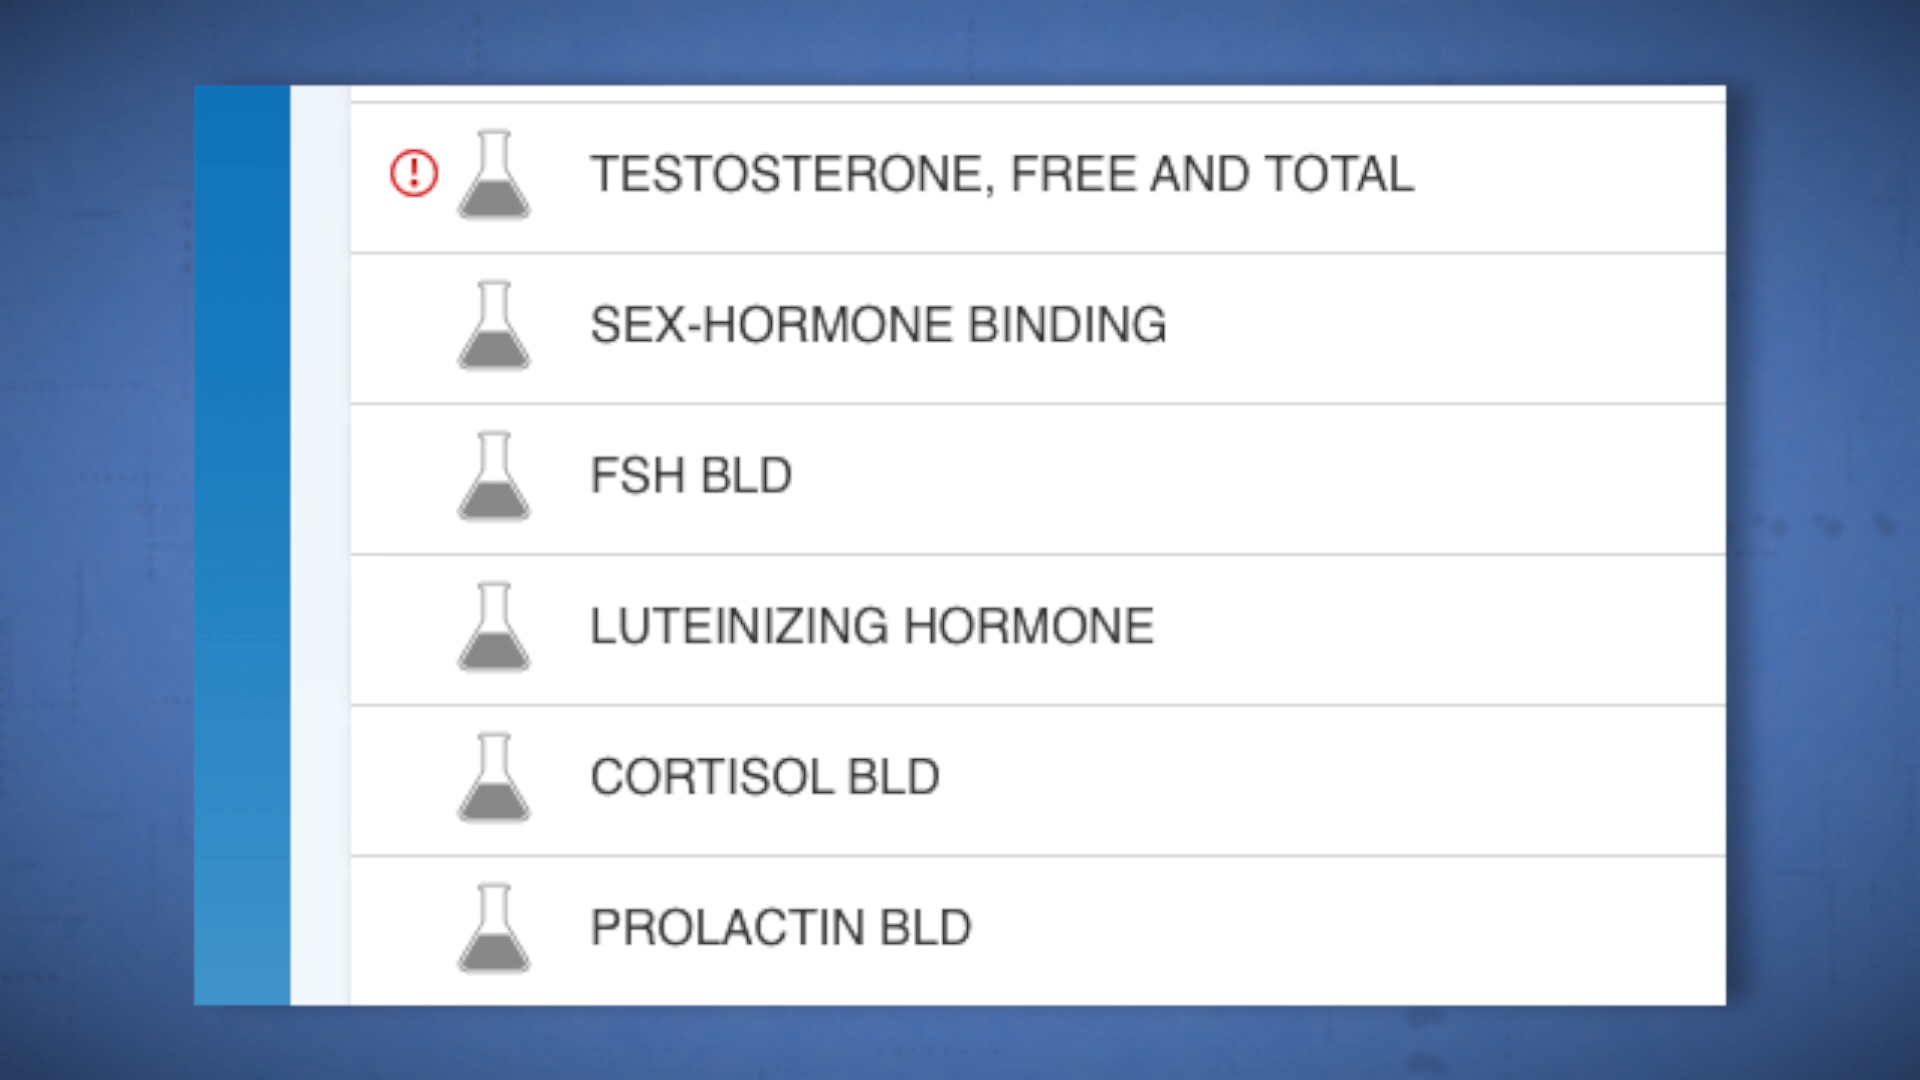 TESTOSTERONE, FREE AND TOTAL
SEX-HORMONE BINDING
FSH BLD
LUTEINIZING HORMONE
CORTISOL BLD
PROLACTIN BLD